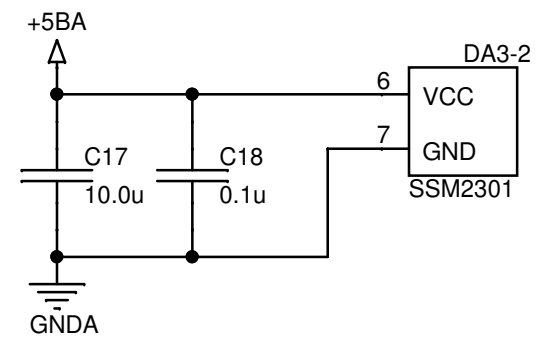 +5BA
DA3-2
6
VCC
7
GND
SSM2301
C17
10.0u
C18
0.1u
GNDA